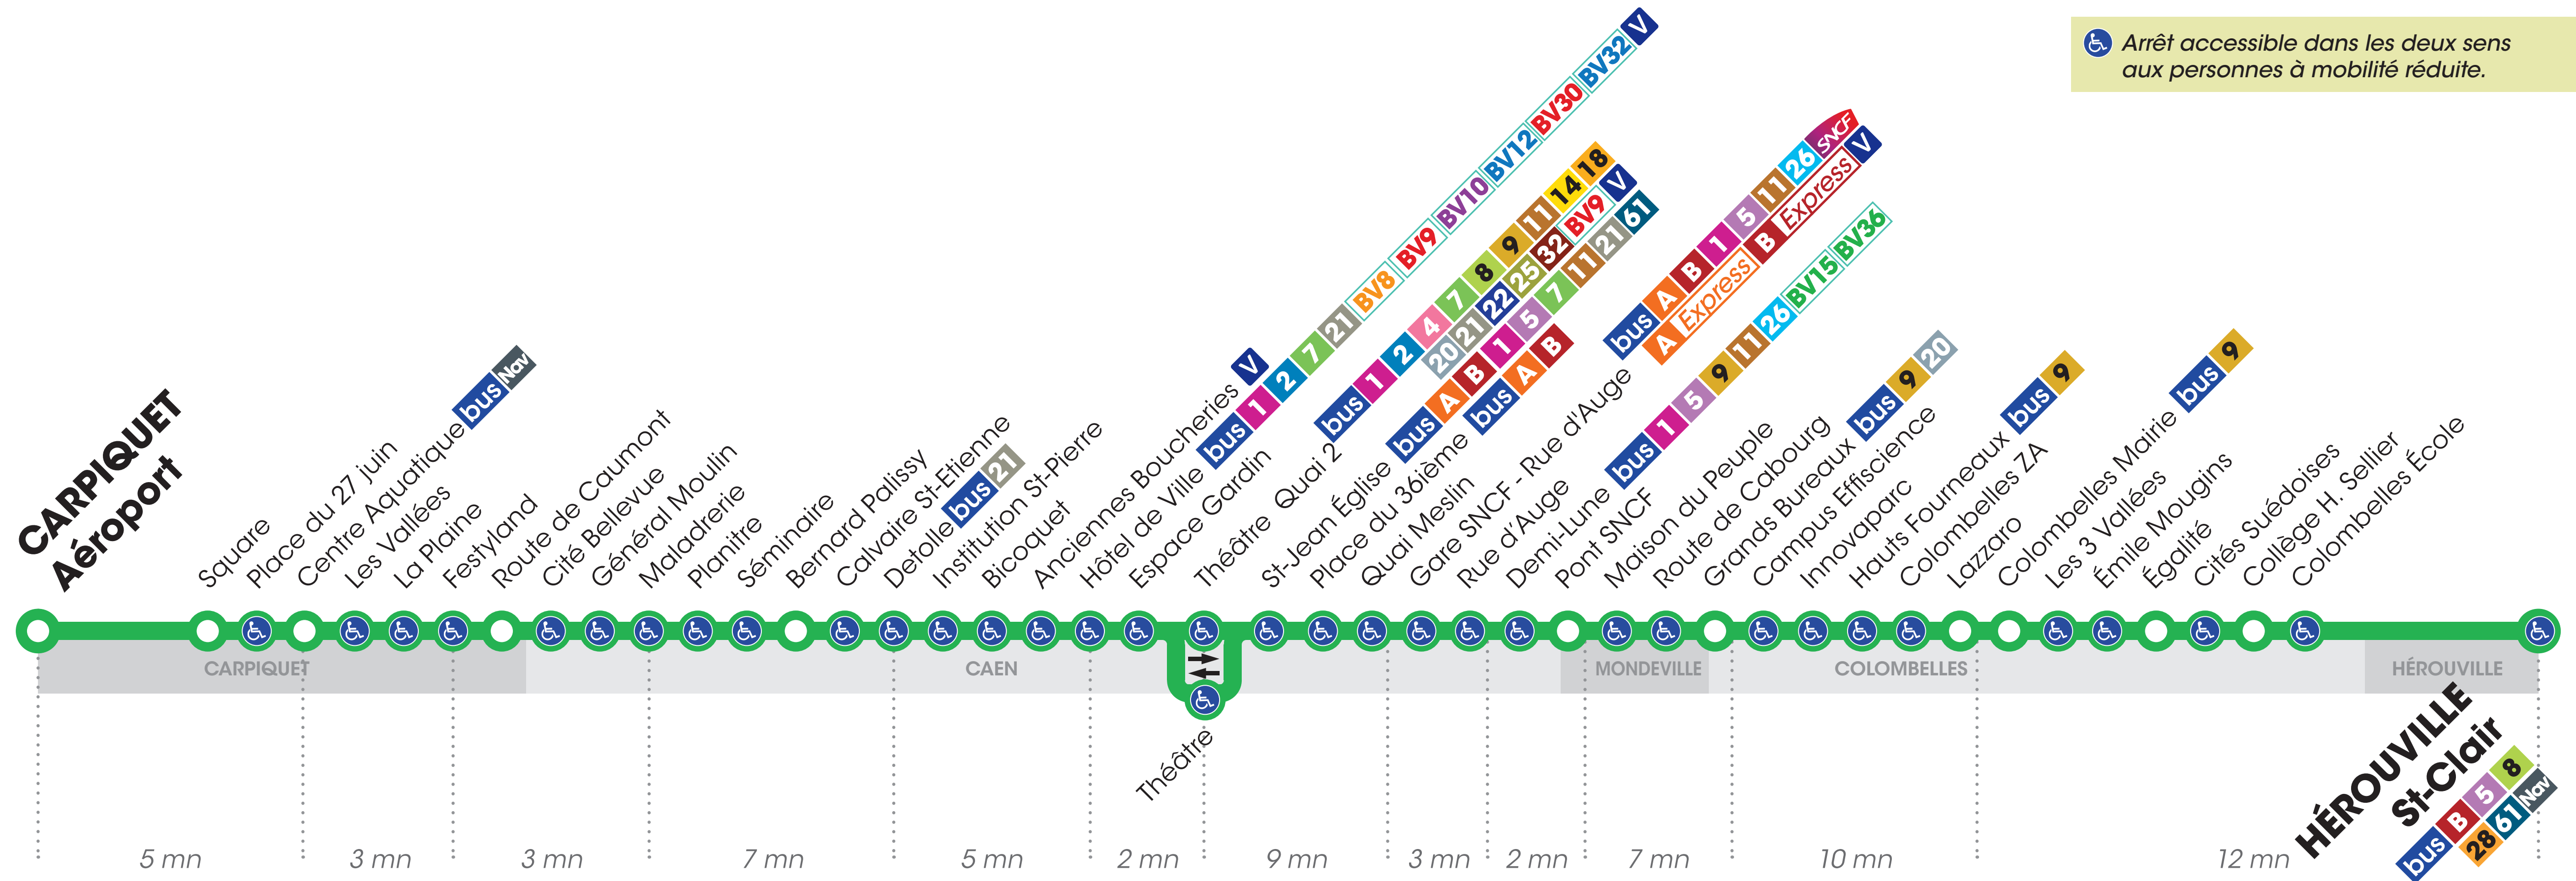 Arrêt accessible dans les deux sens
aux personnes à mobilité réduite.
CARPIQUET
Aéroport
Square
Place du 27 juin
Centre Aquatique bus Nav
Les Vallées
La Plaine
Festyland
Route de Caumont
Cité Bellevue
Général Moulin
Maladrerie
Planitre
Séminaire
Bernard Palissy
Calvaire St-Etienne
Detolle bus 21
Institution St-Pierre
Bicoquet
Anciennes Boucheries V
Hôtel de Ville bus 1 2 7 21 BV8 BV9 BV10 BV12 BV30 BV32 V
Espace Gardin
Théâtre Quai 2 bus 1 2 4 7 8 9 11 14 18
20 21 22 25 32 BV9 V
St-Jean Église bus A B 1 5 7 11 21 61
Place du 36ième bus A B
Quai Meslin
Gare SNCF - Rue d'Auge bus A B 1 5 11 26 SNCF
A Express B Express V
Rue d'Auge
Demi-Lune bus 1 5 9 11 26 BV15 BV36
Pont SNCF
Maison du Peuple
Route de Cabourg
Grands Bureaux bus 9 20
Campus Effiscience
Innovaparc
Hauts Fourneaux bus 9
Colombelles ZA
Lazzaro
Colombelles Mairie bus 9
Les 3 Vallées
Émile Mougins
Égalité
Cités Suédoises
Collège H. Sellier
Colombelles École
CARPIQUET
CAEN
MONDEVILLE
COLOMBELLES
HÉROUVILLE
Théâtre
HÉROUVILLE
St-Clair
bus B 5 8
28 61 Nav
5 mn
3 mn
3 mn
7 mn
5 mn
2 mn
9 mn
3 mn
2 mn
7 mn
10 mn
12 mn